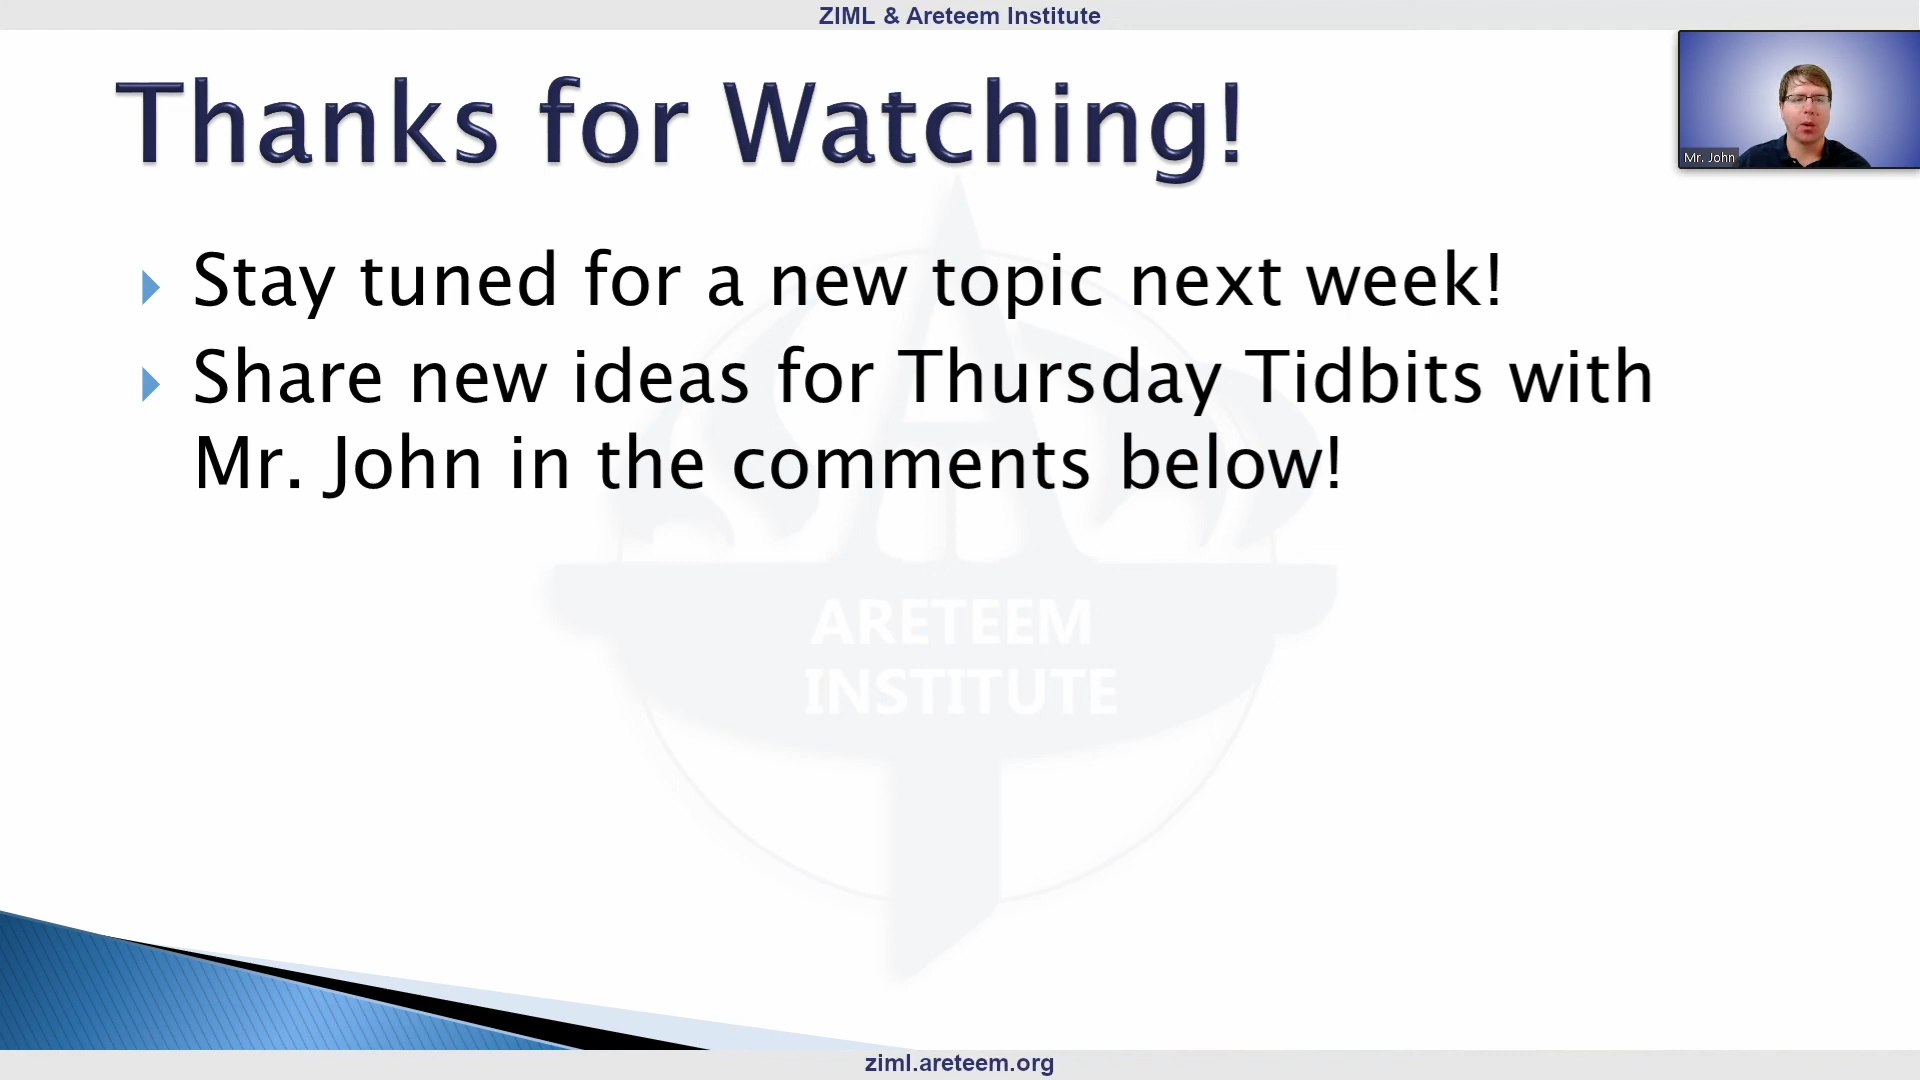 ZIML & Areteem Institute
Thanks for Watching!
Mr. John
Stay tuned for a new topic next week!
Share new ideas for Thursday Tidbits with
Mr. John in the comments below!
ARETEEM
INSTITUTE
ziml.areteem.org